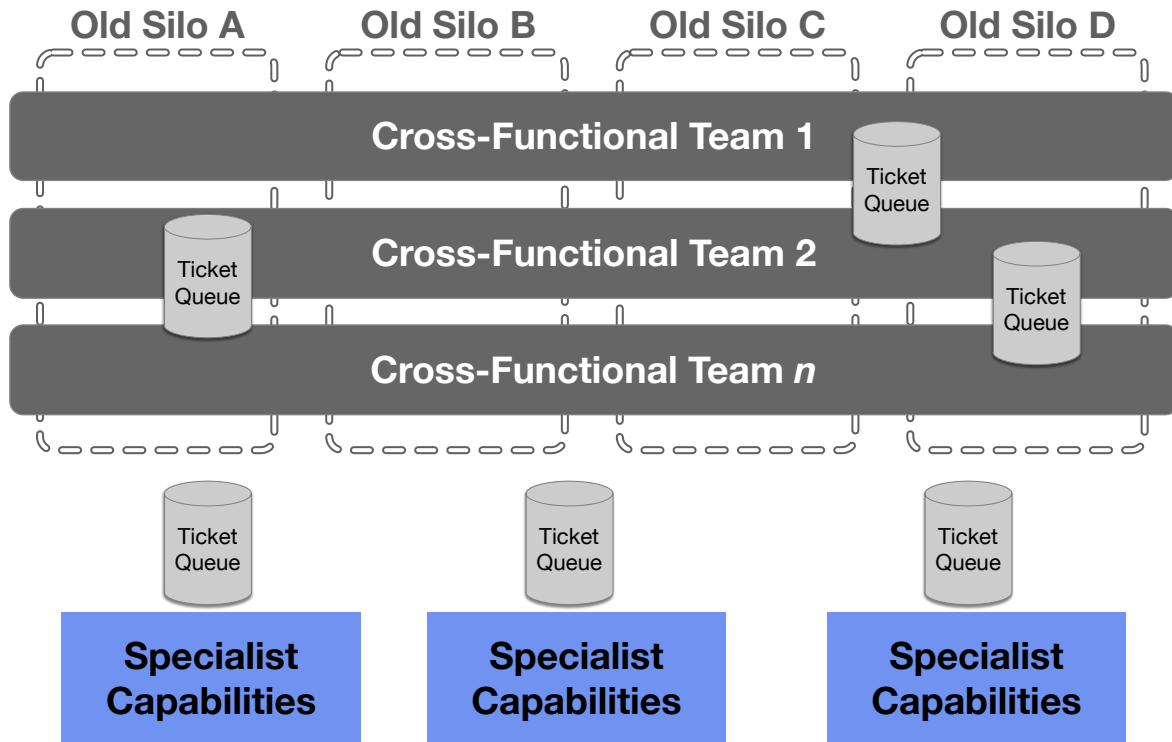 Old Silo A
Old Silo B
Old Silo C
Old Silo D
Cross-Functional Team 1
Ticket
Queue
Cross-Functional Team 2
Ticket
Queue
Ticket
Queue
Cross-Functional Team n
Ticket
Queue
Ticket
Queue
Ticket
Queue
Specialist
Capabilities
Specialist
Capabilities
Specialist
Capabilities